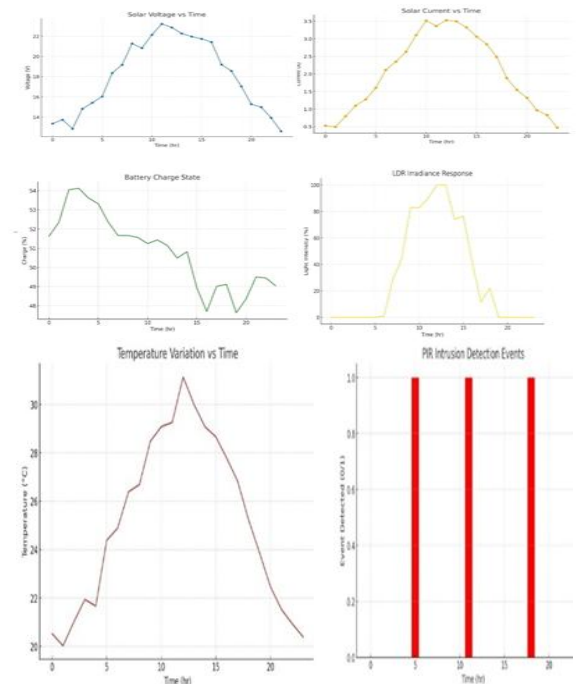 Solar Voltage vs Time
Voltage (V)
22
20
18
16
14
0 5 10 15 20
Time (hr)
Solar Current vs Time
3.5
3.0
2.5
2.0
1.5
1.0
0.5
0 5 10 15 20
Time (hr)
Battery Charge State
Charge (%)
54
53
52
51
50
49
48
0 5 10 15 20
Time (hr)
LDR Irradiance Response
Light Intensity (%)
100
80
60
40
20
0
0 5 10 15 20
Time (hr)
Temperature Variation vs Time
Temperature (°C)
30
28
26
24
22
20
0 5 10 15 20
Time (hr)
PIR Intrusion Detection Events
Event Detected (0/1)
1.0
0.8
0.6
0.4
0.2
0.0
0 5 10 15 20
Time (hr)